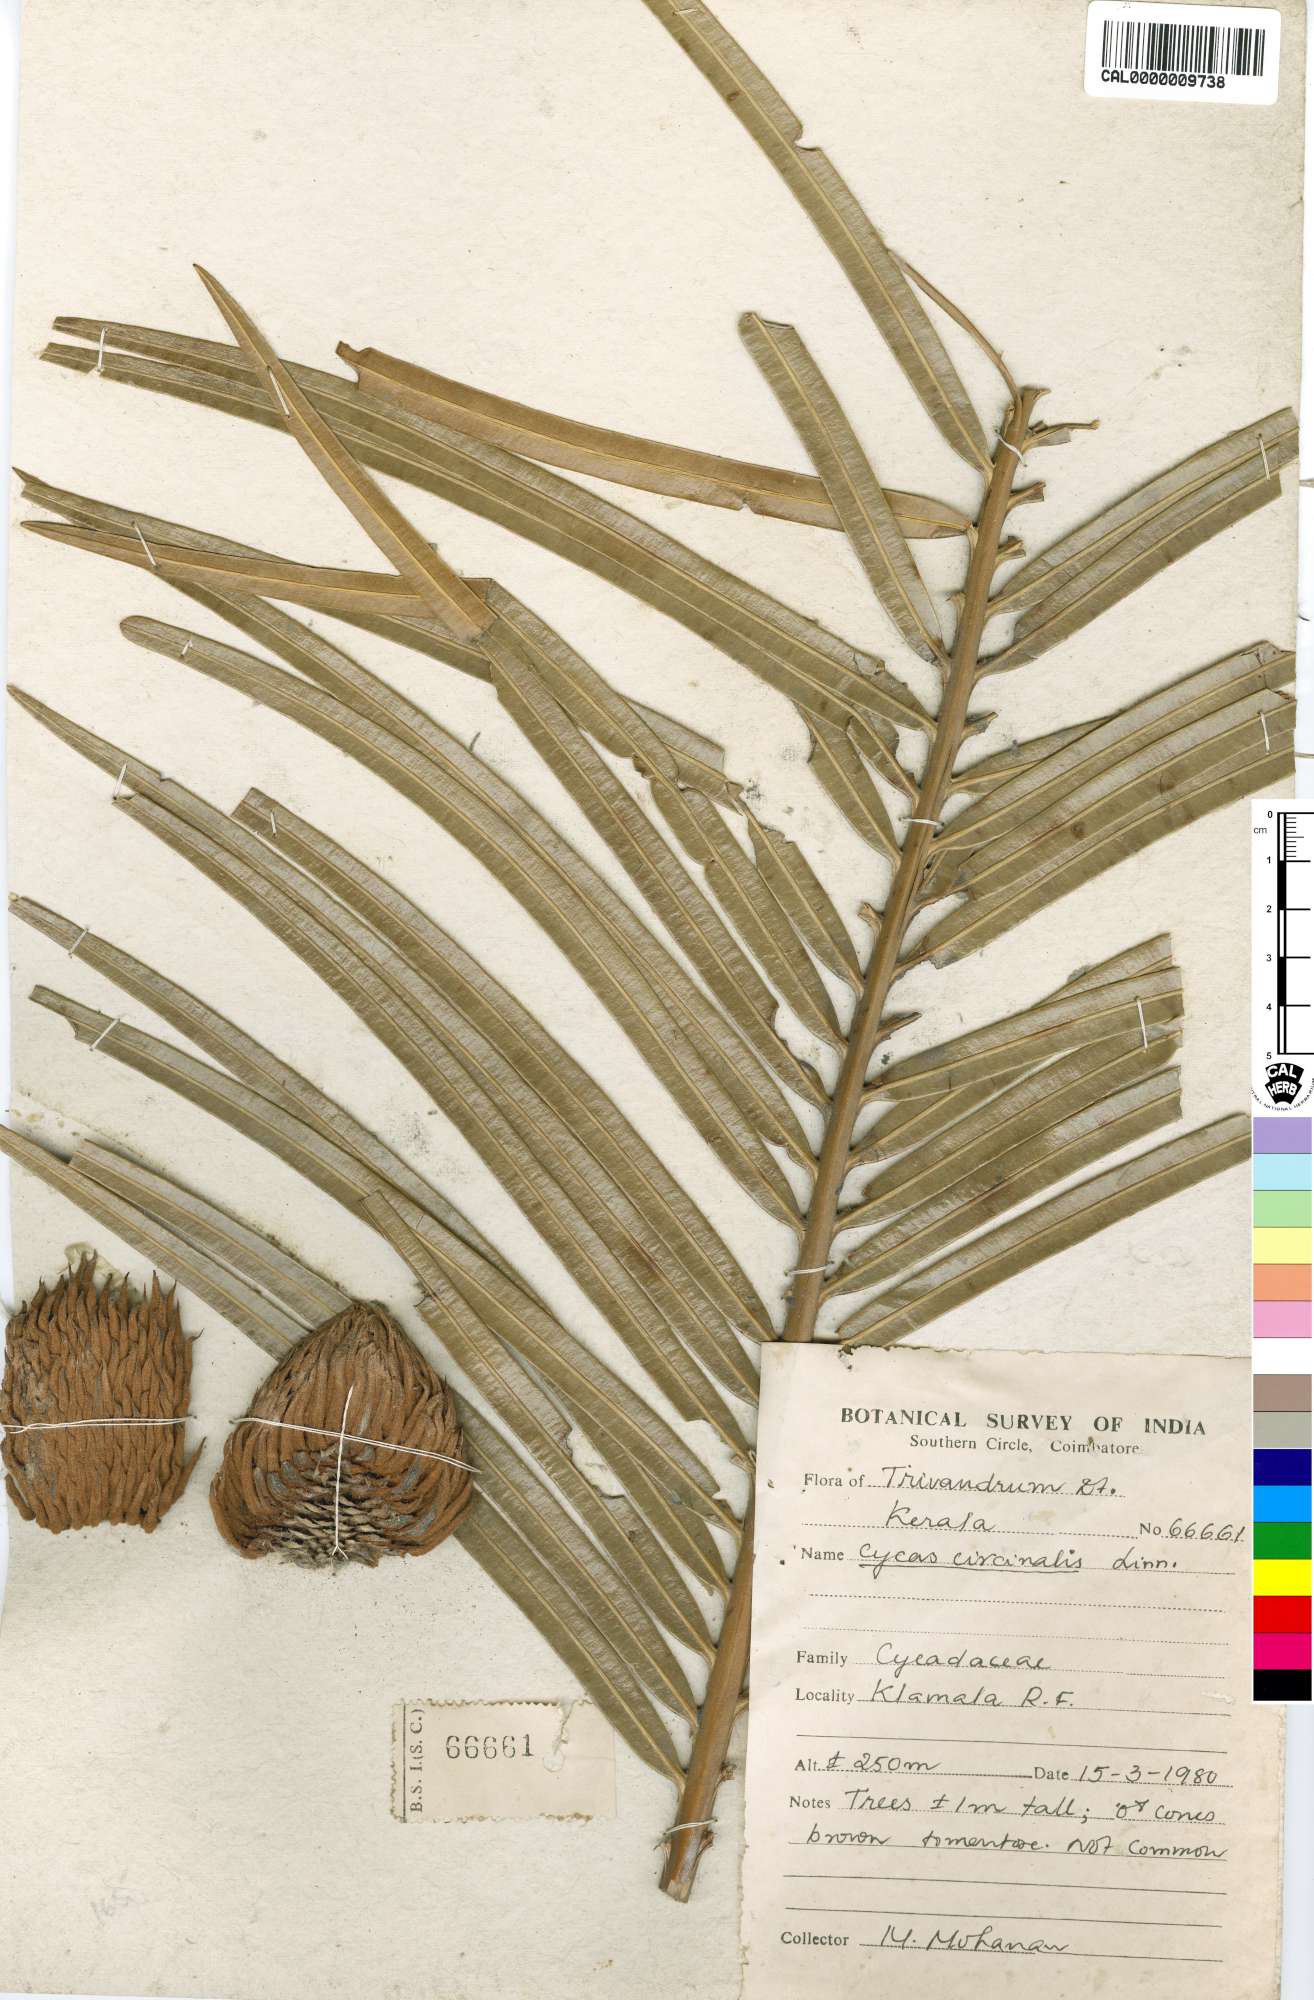 CAL0000009738
0
cm
1
2
3
4
5
CAL
HERB
BOTANICAL SURVEY OF INDIA
Southern Circle, Coimbatore
Flora of Trivandrum Dt.
Kerala No 66661
Name Cycas circinalis Linn.
Family Cycadaceae
Locality Klamala R.F.
Alt. ± 250m Date 15-3-1980
Notes Trees ± 1m tall; ♂ cones
brown tomentose. Not common
Collector M. Mohanan
B. S. I. (S. C.)
66661